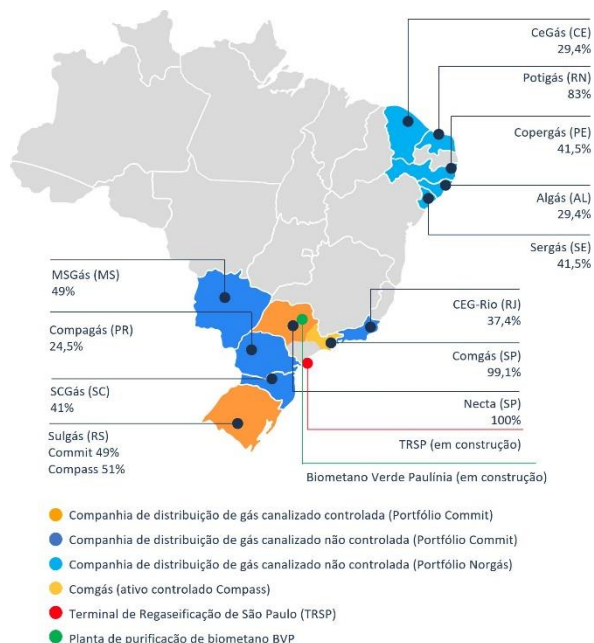 CeGás (CE)
29,4%
Potigás (RN)
83%
Copergás (PE)
41,5%
Algás (AL)
29,4%
Sergás (SE)
41,5%
MSGás (MS)
49%
Compagás (PR)
24,5%
SCGás (SC)
41%
Sulgás (RS)
Commit 49%
Compass 51%
CEG-Rio (RJ)
37,4%
Comgás (SP)
99,1%
Necta (SP)
100%
TRSP (em construção)
Biometano Verde Paulínia (em construção)
Companhia de distribuição de gás canalizado controlada (Portfólio Commit)
Companhia de distribuição de gás canalizado não controlada (Portfólio Commit)
Companhia de distribuição de gás canalizado não controlada (Portfólio Norgás)
Comgás (ativo controlado Compass)
Terminal de Regaseificação de São Paulo (TRSP)
Planta de purificação de biometano BVP